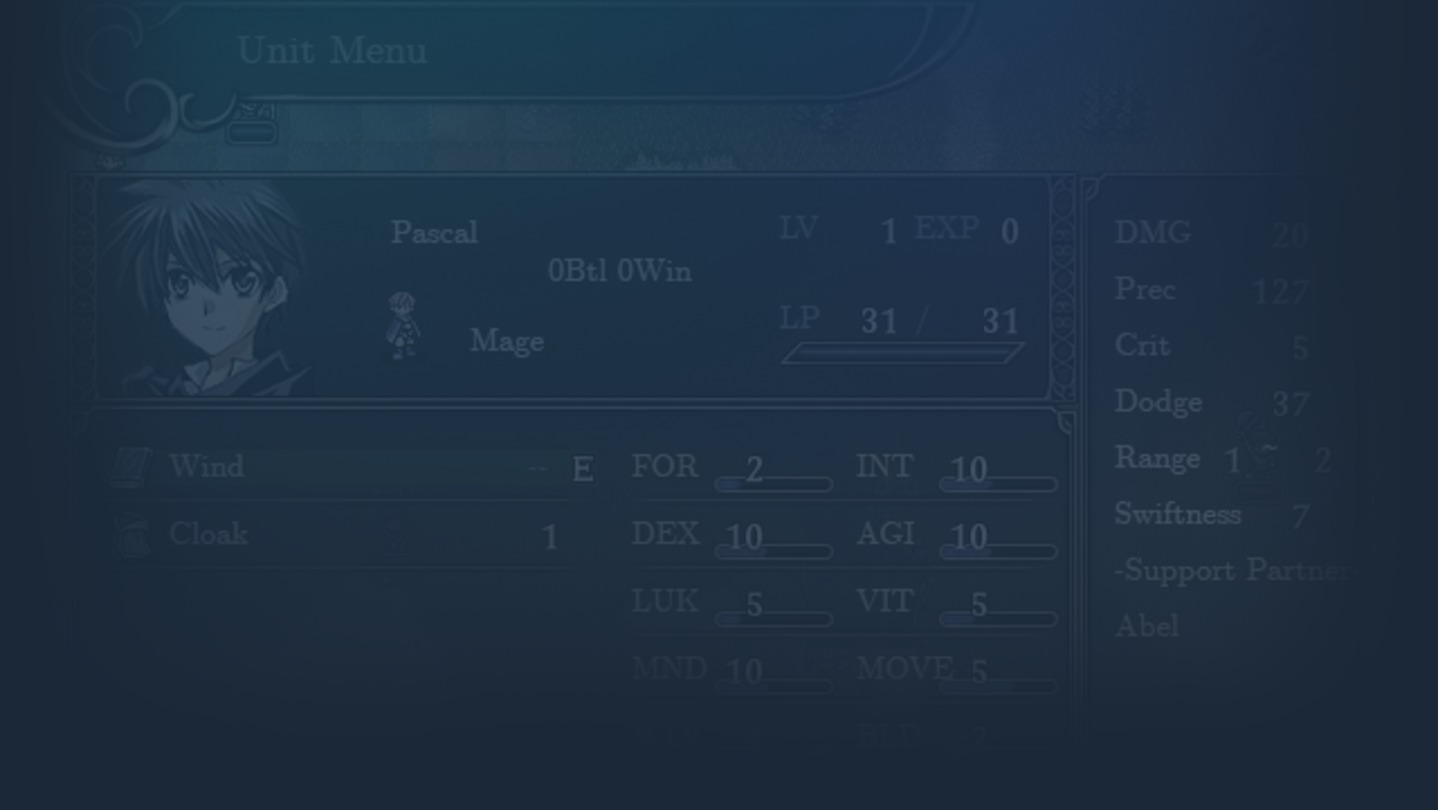 Unit Menu
Pascal
0Btl 0Win
Mage
LV 1 EXP 0
LP 31 / 31
Wind -- E
Cloak 1
FOR 2 INT 10
DEX 10 AGI 10
LUK 5 VIT 5
MND 10 MOVE 5
BLD 7
DMG 20
Prec 127
Crit 5
Dodge 37
Range 1 ~ 2
Swiftness 7
-Support Partner-
Abel